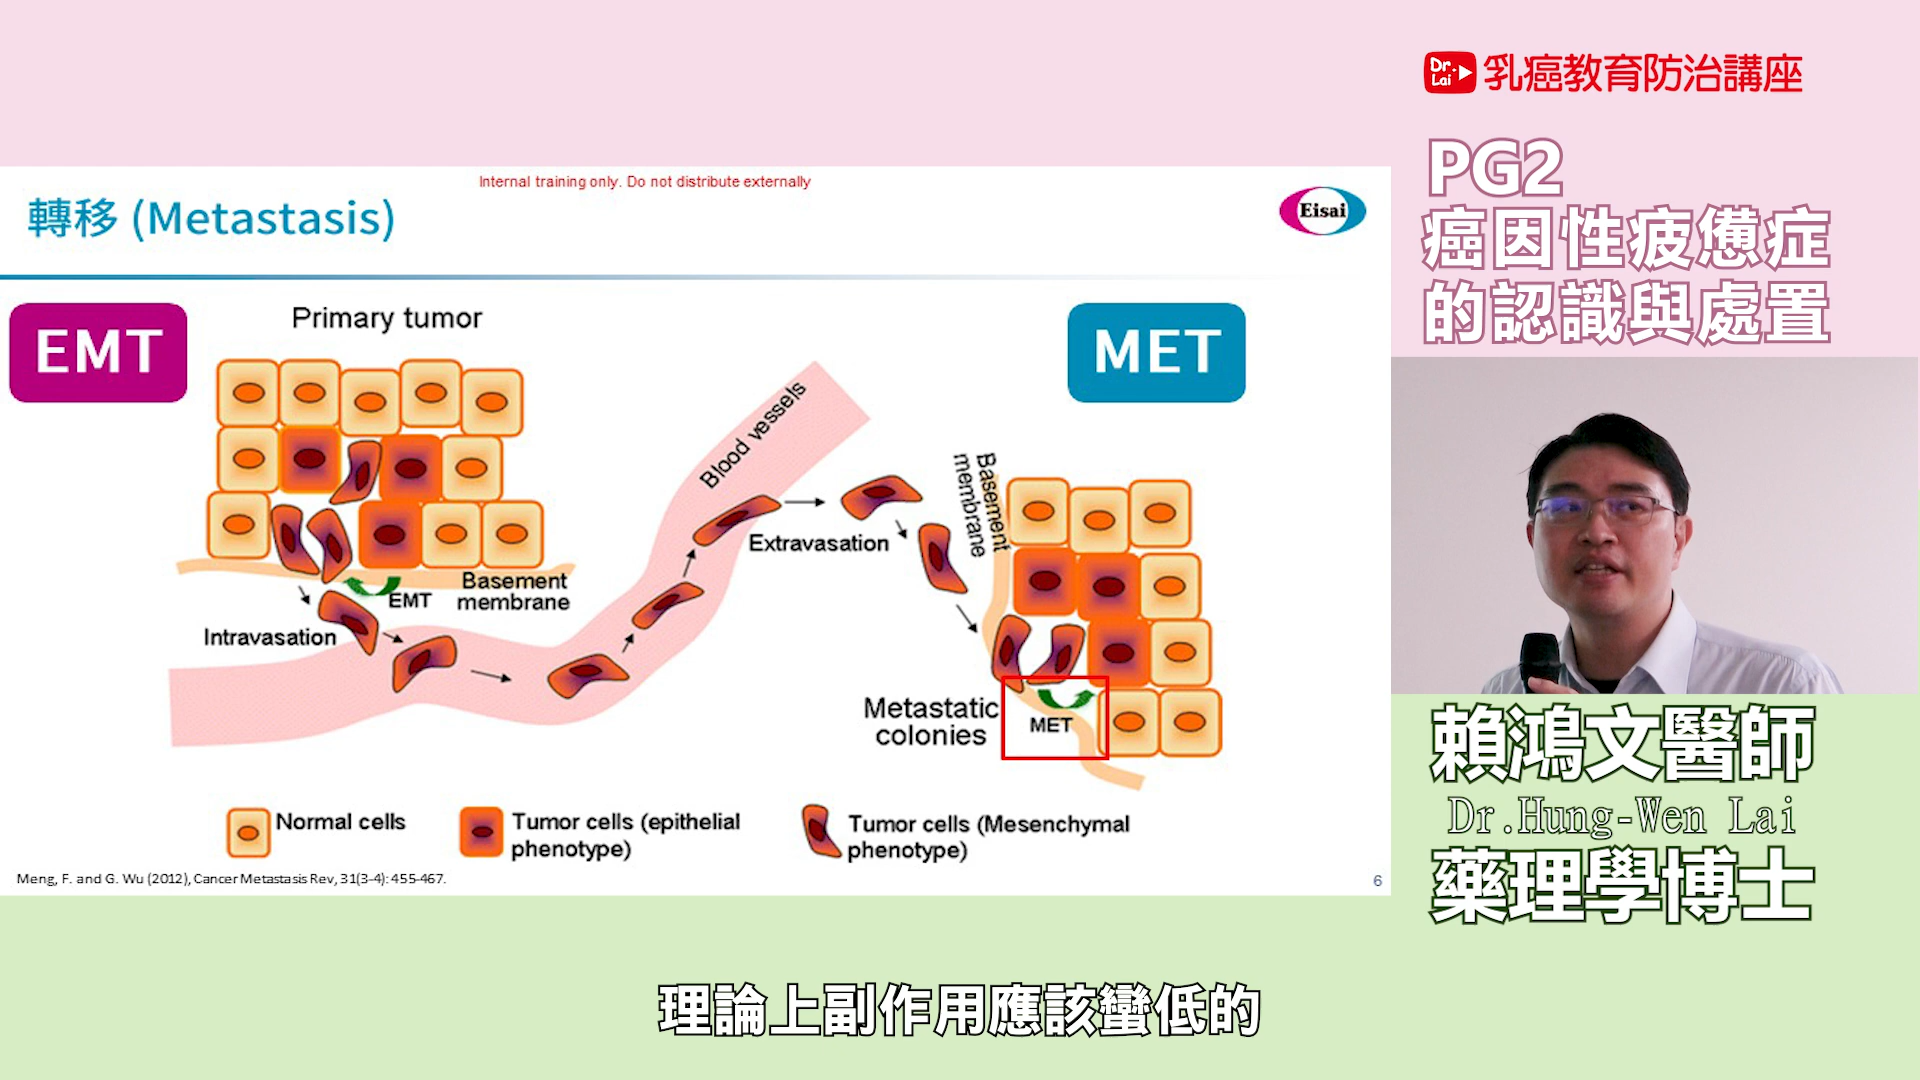 Dr. Lai 乳癌教育防治講座
PG2
癌因性疲憊症
的認識與處置
Internal training only. Do not distribute externally
轉移 (Metastasis)
Eisai
EMT
Primary tumor
MET
Blood vessels
Basement
membrane
Extravasation
Basement
membrane
EMT
Intravasation
Metastatic
colonies
MET
Normal cells
Tumor cells (epithelial
phenotype)
Tumor cells (Mesenchymal
phenotype)
Meng, F. and G. Wu (2012), Cancer Metastasis Rev, 31(3-4): 455-467.
6
賴鴻文醫師
Dr.Hung-Wen Lai
藥理學博士
理論上副作用應該蠻低的